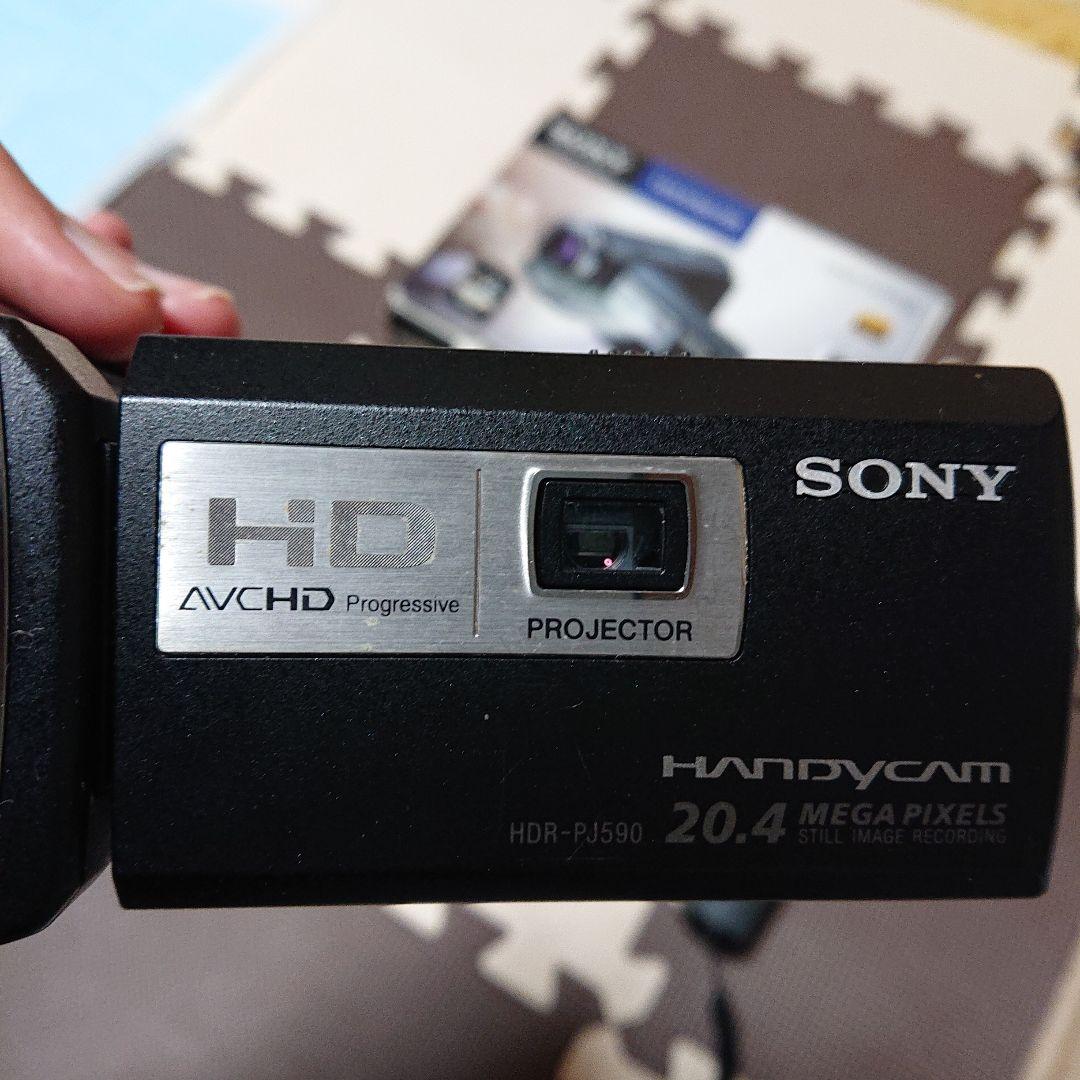 HD
AVCHD Progressive
PROJECTOR
SONY
HANDYCAM
HDR-PJ590
20.4 MEGA PIXELS
STILL IMAGE RECORDING